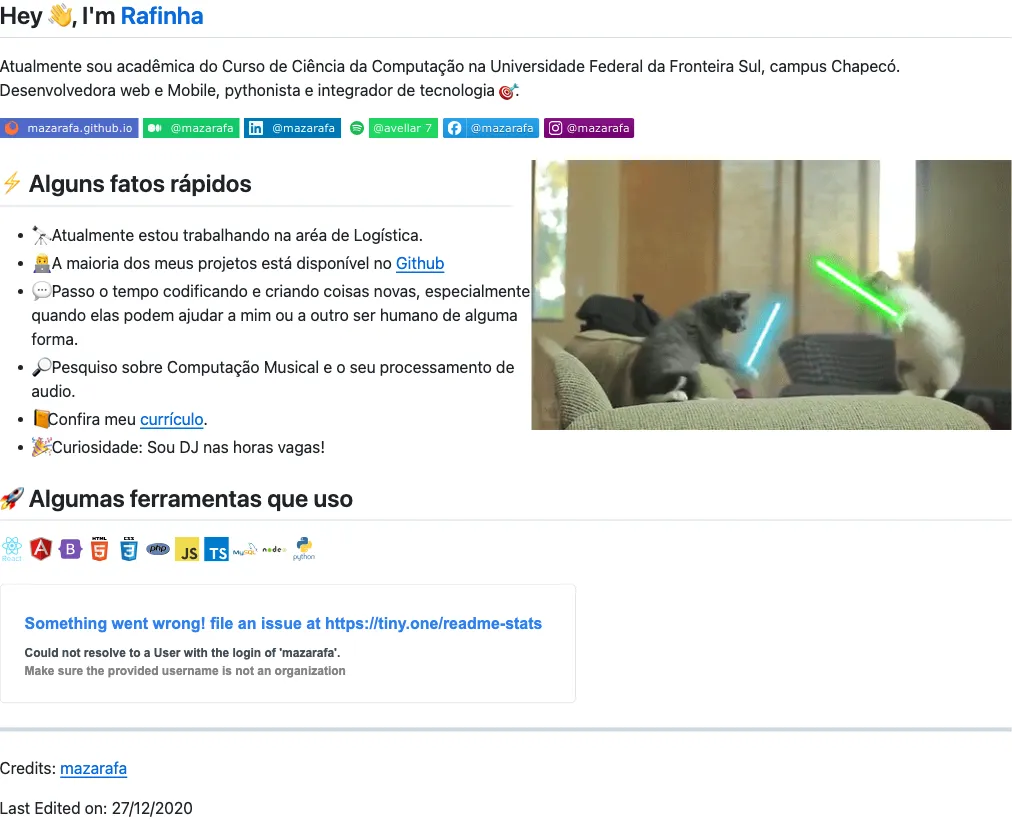 Hey 👋, I'm Rafinha
Atualmente sou acadêmica do Curso de Ciência da Computação na Universidade Federal da Fronteira Sul, campus Chapecó.
Desenvolvedora web e Mobile, pythonista e integrador de tecnologia 🎯.
mazarafa.github.io @mazarafa @mazarafa @avellar 7 @mazarafa @mazarafa
⚡ Alguns fatos rápidos
• 🔭Atualmente estou trabalhando na aréa de Logística.
• 👨‍💻A maioria dos meus projetos está disponível no Github
• 💬Passo o tempo codificando e criando coisas novas, especialmente
quando elas podem ajudar a mim ou a outro ser humano de alguma
forma.
• 🔎Pesquiso sobre Computação Musical e o seu processamento de
audio.
• 📙Confira meu currículo.
• 🎉Curiosidade: Sou DJ nas horas vagas!
🚀 Algumas ferramentas que uso
React A B HTML 5 CSS 3 php JS TS MySQL node python
Something went wrong! file an issue at https://tiny.one/readme-stats
Could not resolve to a User with the login of 'mazarafa'.
Make sure the provided username is not an organization
Credits: mazarafa
Last Edited on: 27/12/2020